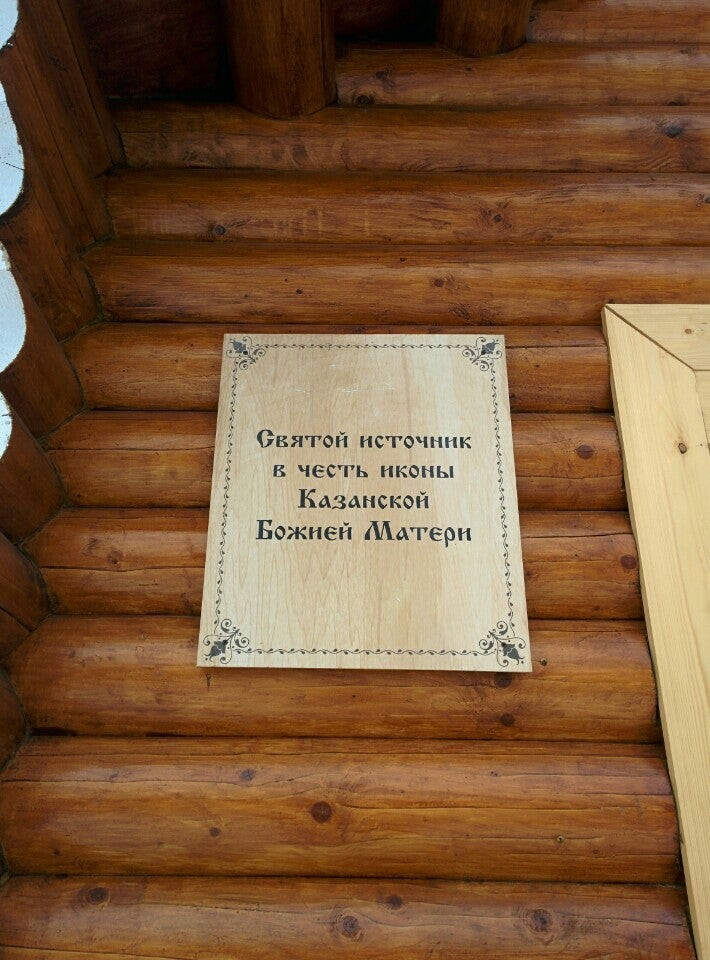 Святой источник
в честь иконы
Казанской
Божией Матери